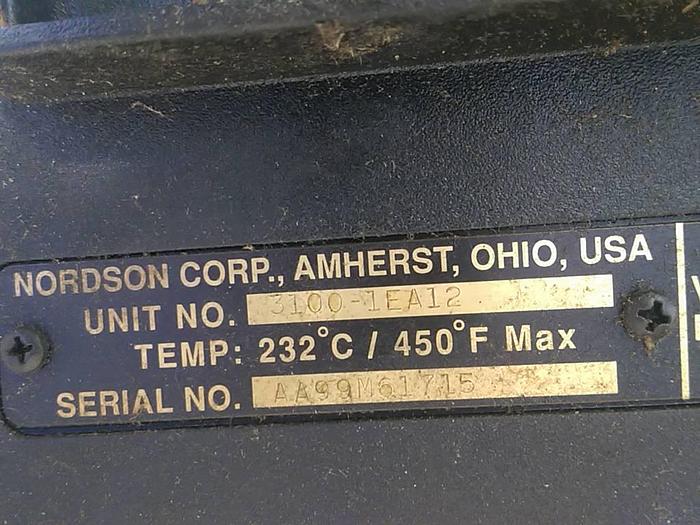 NORDSON CORP., AMHERST, OHIO, USA
UNIT NO. 3100-1EA12
TEMP: 232°C / 450°F Max
SERIAL NO. AA99M61715